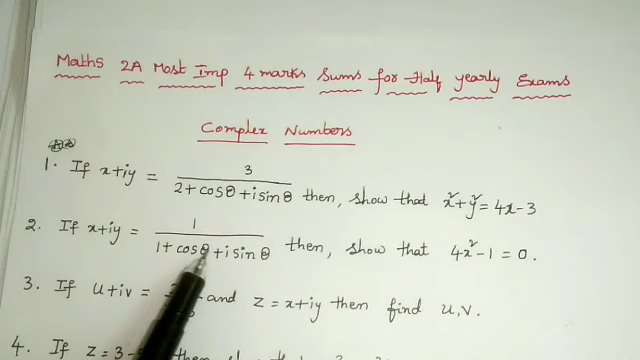 Maths 2A Most Imp 4 marks Sums for Half yearly Exams
Complex Numbers
1. If x+iy = 3 / (2+cosθ+i sinθ) then, show that x²+y²=4x-3
2. If x+iy = 1 / (1+cosθ+i sinθ) then, show that 4x²-1=0.
3. If u+iv = and z=x+iy then find u,v.
4. If z=3-